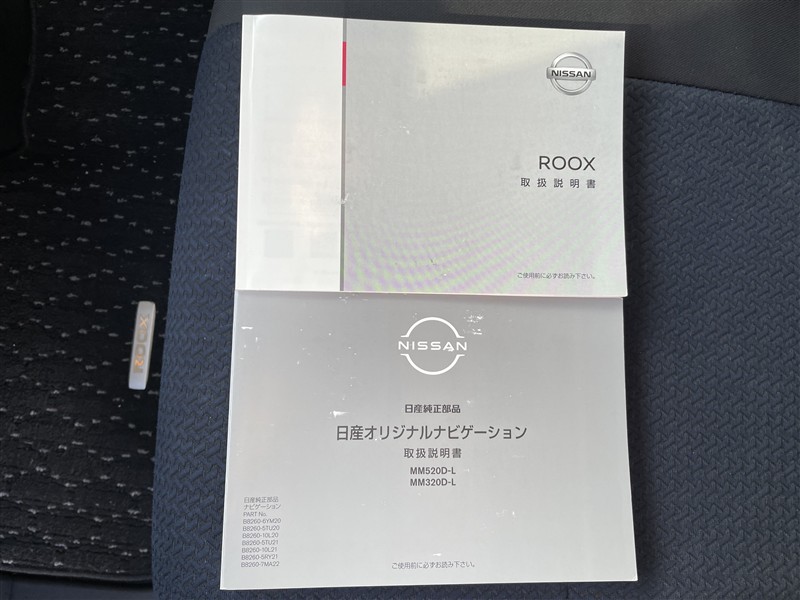 NISSAN
ROOX
取扱説明書
ご使用前に必ずお読み下さい。
NISSAN
日産純正部品
日産オリジナルナビゲーション
取扱説明書
MM520D-L
MM320D-L
日産純正部品
ナビゲーション
PART No.
B8260-6YM20
B8260-5TU20
B8260-10L20
B8260-5TU21
B8260-10L21
B8260-5RY21
B8260-7MA22
ご使用前に必ずお読み下さい。